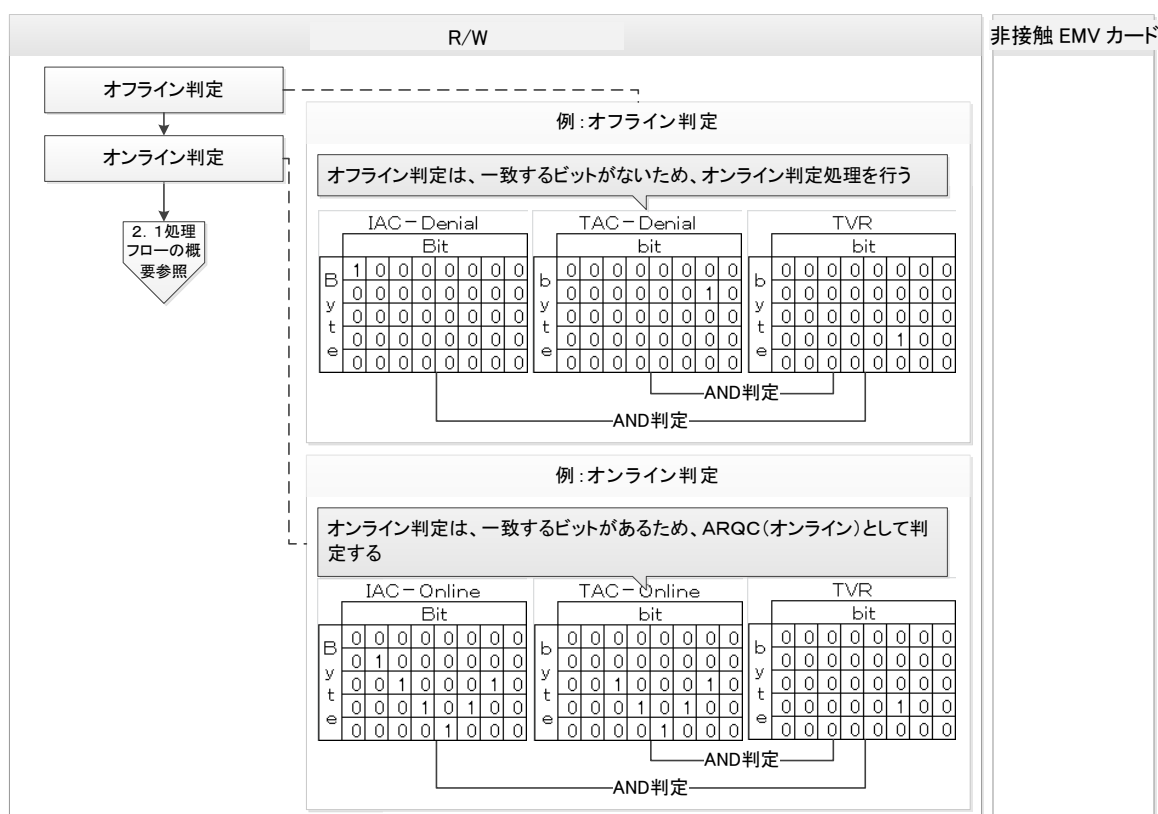 R/W
非接触 EMV カード
オフライン判定
オンライン判定
2．1処理
フローの概
要参照
例：オフライン判定
オフライン判定は、一致するビットがないため、オンライン判定処理を行う
IAC－Denial TAC－Denial TVR
Bit bit bit
Byte byte byte
1 0 0 0 0 0 0 0 0 0 0 0 0 0 0 0 0 0 0 0 0 0 0 0
0 0 0 0 0 0 0 0 0 0 0 0 0 0 1 0 0 0 0 0 0 0 0 0
0 0 0 0 0 0 0 0 0 0 0 0 0 0 0 0 0 0 0 0 0 0 0 0
0 0 0 0 0 0 0 0 0 0 0 0 0 0 0 0 0 0 0 0 0 1 0 0
0 0 0 0 0 0 0 0 0 0 0 0 0 0 0 0 0 0 0 0 0 0 0 0
AND判定
AND判定
例：オンライン判定
オンライン判定は、一致するビットがあるため、ARQC（オンライン）として判
定する
IAC－Online TAC－Online TVR
Bit bit bit
Byte byte byte
0 0 0 0 0 0 0 0 0 0 0 0 0 0 0 0 0 0 0 0 0 0 0 0
0 1 0 0 0 0 0 0 0 0 0 0 0 0 0 0 0 0 0 0 0 0 0 0
0 0 1 0 0 0 1 0 0 0 1 0 0 0 1 0 0 0 0 0 0 0 0 0
0 0 0 1 0 1 0 0 0 0 0 1 0 1 0 0 0 0 0 0 0 1 0 0
0 0 0 0 1 0 0 0 0 0 0 0 1 0 0 0 0 0 0 0 0 0 0 0
AND判定
AND判定